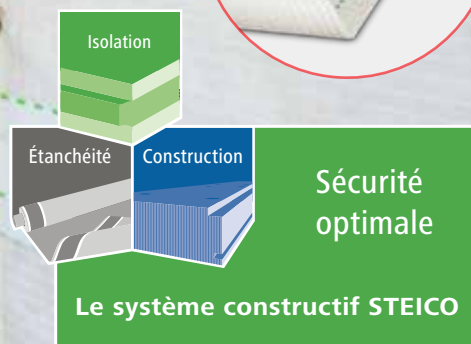 Isolation
Étanchéité
Construction
Sécurité
optimale
Le système constructif STEICO